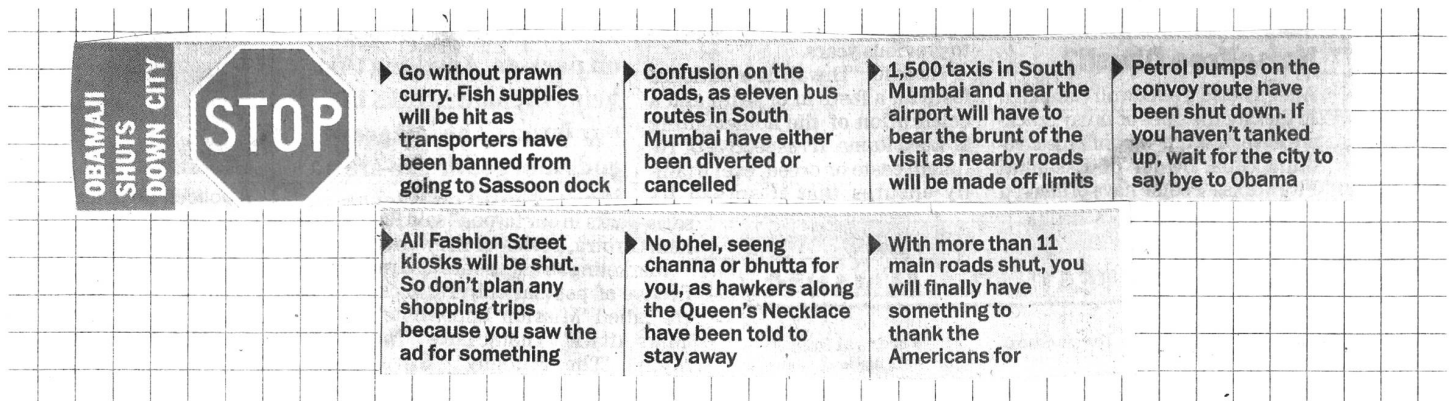 OBAMAJI
SHUTS
DOWN CITY
STOP
Go without prawn
curry. Fish supplies
will be hit as
transporters have
been banned from
going to Sassoon dock
Confusion on the
roads, as eleven bus
routes in South
Mumbai have either
been diverted or
cancelled
1,500 taxis in South
Mumbai and near the
airport will have to
bear the brunt of the
visit as nearby roads
will be made off limits
Petrol pumps on the
convoy route have
been shut down. If
you haven't tanked
up, wait for the city to
say bye to Obama
All Fashion Street
kiosks will be shut.
So don't plan any
shopping trips
because you saw the
ad for something
No bhel, seeng
channa or bhutta for
you, as hawkers along
the Queen's Necklace
have been told to
stay away
With more than 11
main roads shut, you
will finally have
something to
thank the
Americans for